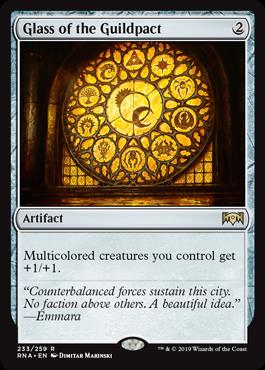 Glass of the Guildpact 2
Artifact
Multicolored creatures you control get
+1/+1.
“Counterbalanced forces sustain this city.
No faction above others. A beautiful idea.”
—Emmara
233/259 R
RNA • EN DIMITAR MARINSKI
™ & © 2019 Wizards of the Coast